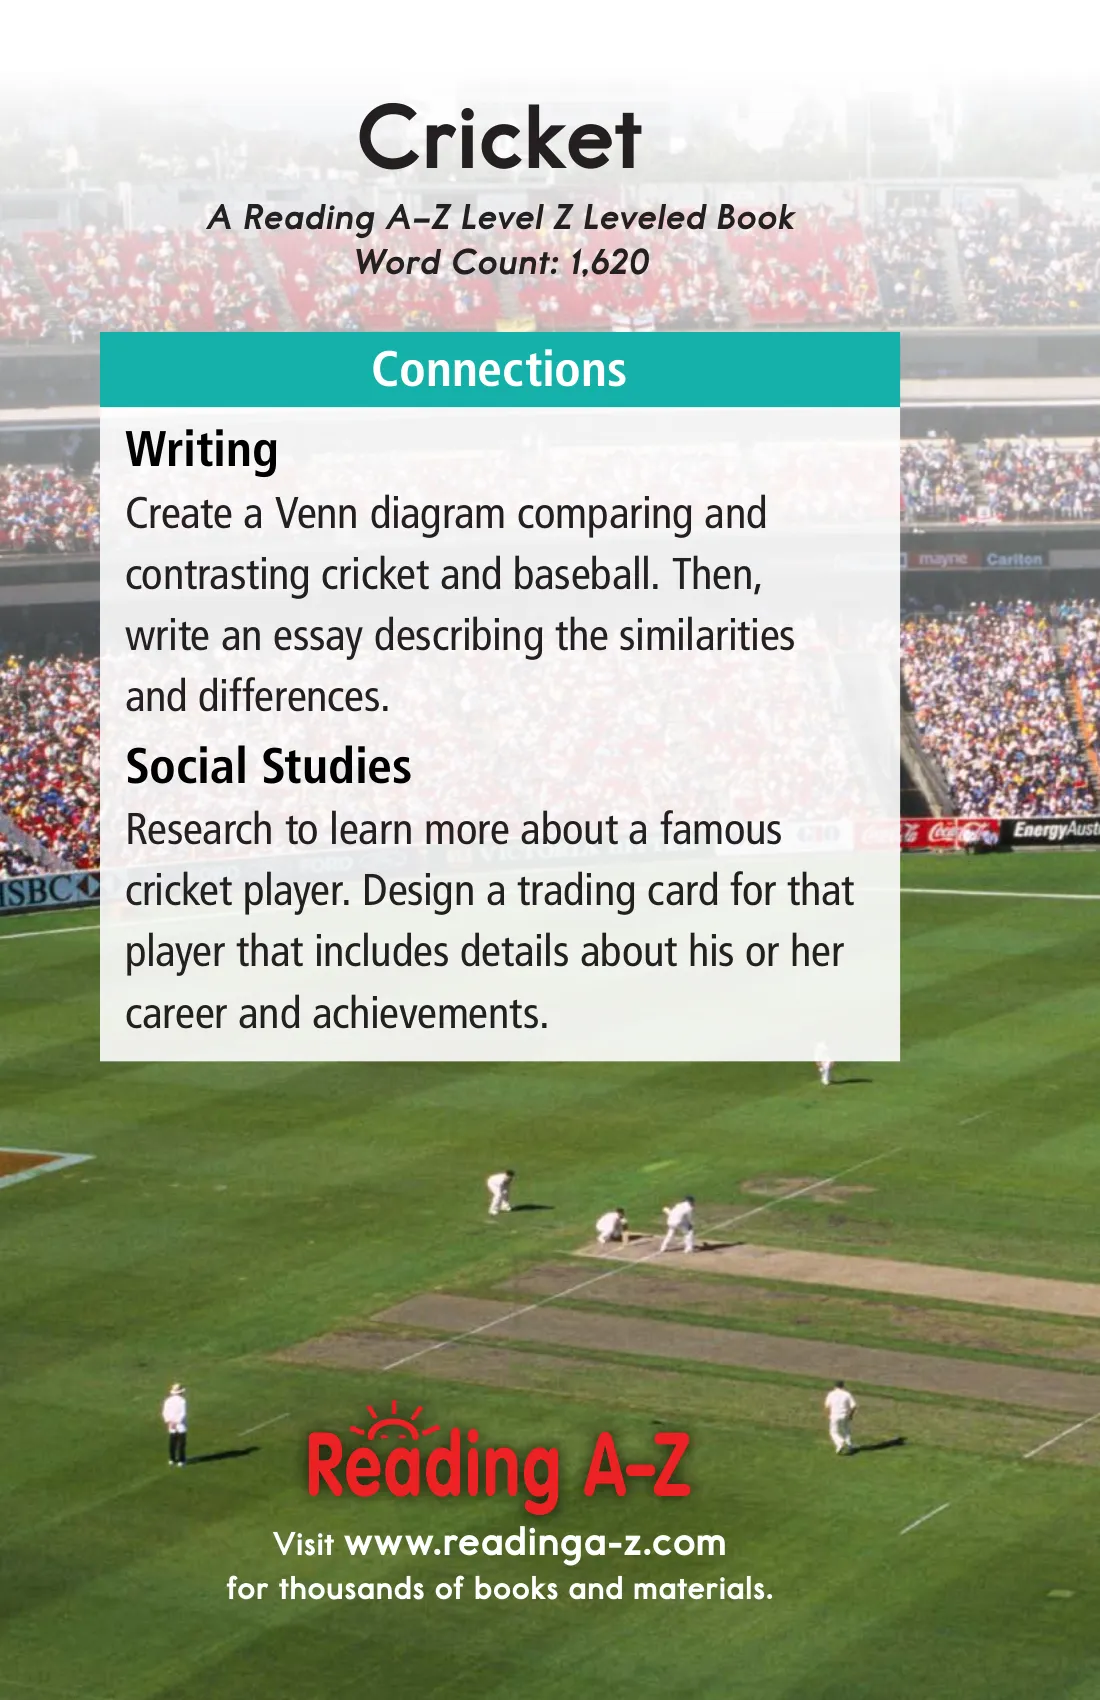 Cricket
A Reading A–Z Level Z Leveled Book
Word Count: 1,620
Connections
Writing
Create a Venn diagram comparing and
contrasting cricket and baseball. Then,
write an essay describing the similarities
and differences.
mayne Carlton
Social Studies
Research to learn more about a famous
cricket player. Design a trading card for that
player that includes details about his or her
career and achievements.
Coca-Cola EnergyAust
HSBC
FORD
Reading A–Z
Visit www.readinga-z.com
for thousands of books and materials.